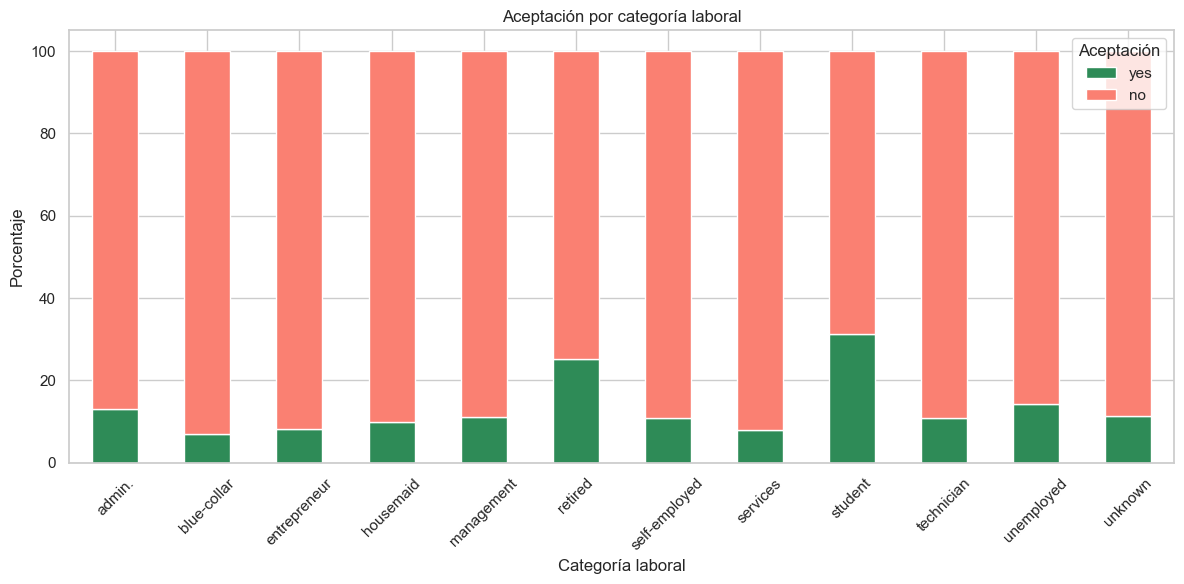 Aceptación por categoría laboral
Aceptación
yes
no
Porcentaje
100
80
60
40
20
0
admin.
blue-collar
entrepreneur
housemaid
management
retired
self-employed
services
student
technician
unemployed
unknown
Categoría laboral